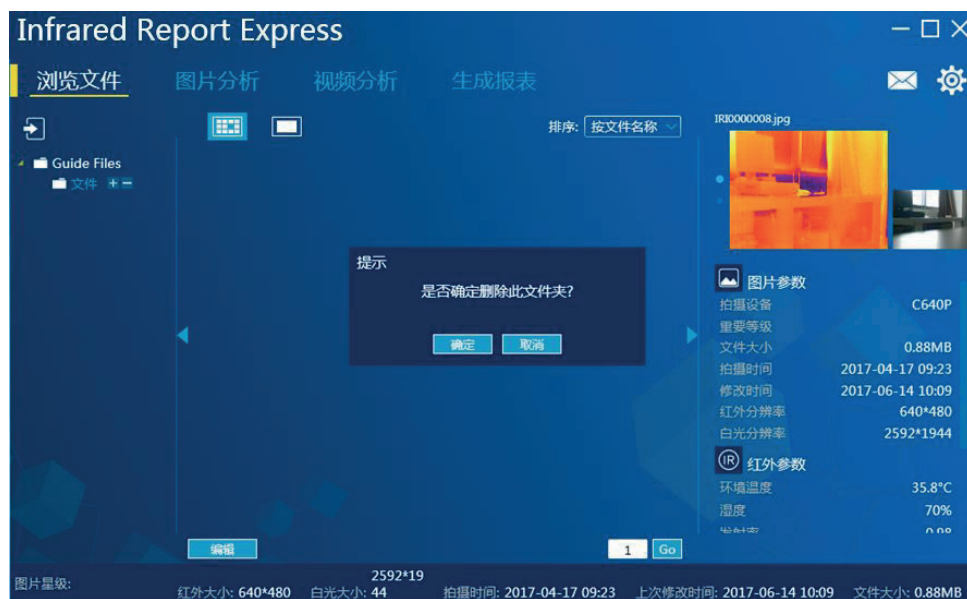 Infrared Report Express
浏览文件 图片分析 视频分析 生成报表
排序: 按文件名称
IRI0000008.jpg
Guide Files
文件
提示
是否确定删除此文件夹?
确定 取消
图片参数
拍摄设备 C640P
重要等级
文件大小 0.88MB
拍摄时间 2017-04-17 09:23
修改时间 2017-06-14 10:09
红外分辨率 640*480
白光分辨率 2592*1944
IR 红外参数
环境温度 35.8°C
湿度 70%
发射率 0.98
编辑 1 Go
图片星级:
红外大小: 640*480 白光大小: 2592*19
44 拍摄时间: 2017-04-17 09:23 上次修改时间: 2017-06-14 10:09 文件大小: 0.88MB